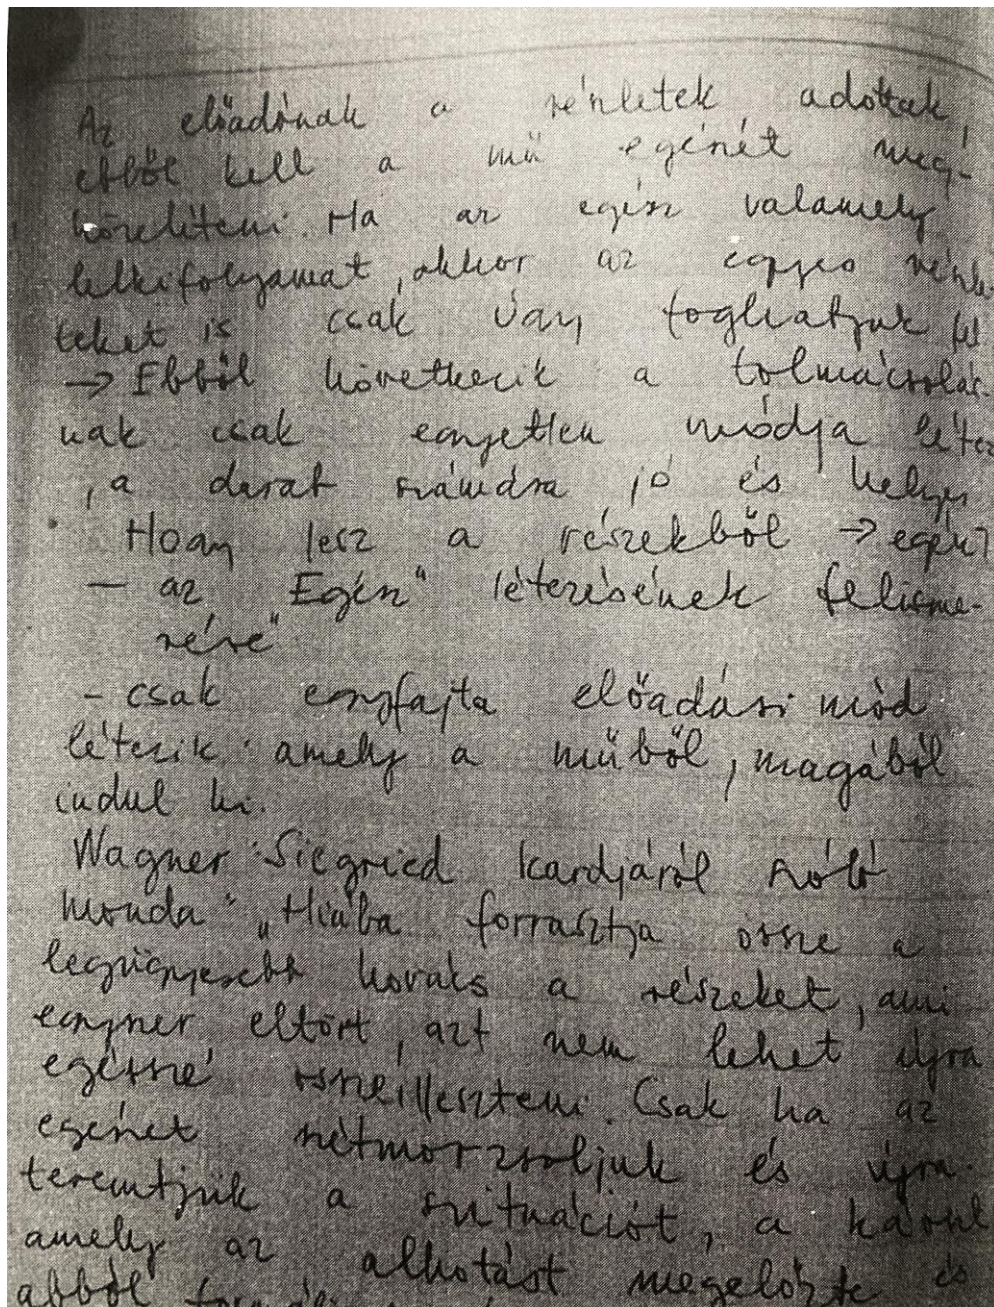 Az előadónak a részletek adottak,
ebből kell a mű egészét meg-
közelíteni. Ha az egész valamely
lelkifolyamat, akkor az egyes részle-
teket is csak úgy foghatjuk fel
→ Ebből következik a tolmácsolás-
nak csak egyetlen módja létez
, a darab számára jó és helyes
Hogy lesz a részekből → egész?
– az Egész" létezésének felisme-
rése"
- csak egyfajta előadási mód
létezik amely a műből, magából
indul ki.
Wagner Siegried kardjáról szóló
monda „Hiába forrasztja össze a
legügyesebb kovács a részeket, ami
egyszer eltört, azt nem lehet újra
egésszé összeilleszteni. Csak ha az
egészet szétmorzsoljuk és újra
teremtjük a szituációt, a káoszt
amely az alkotást megelőzte és
abból